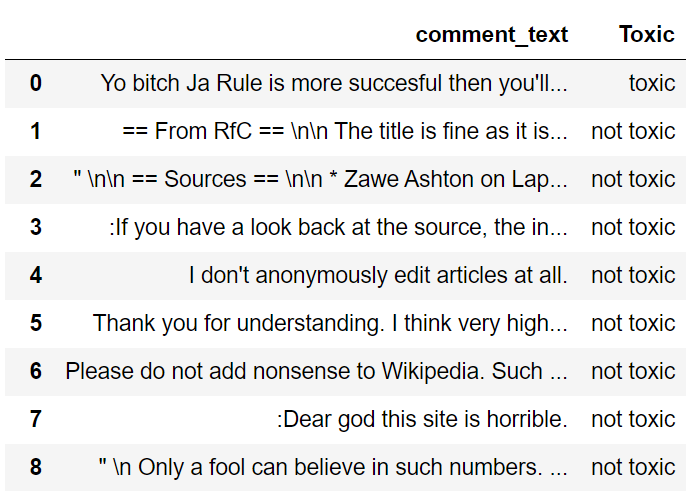 comment_text Toxic
0 Yo bitch Ja Rule is more succesful then you'll... toxic
1 == From RfC == \n\n The title is fine as it is... not toxic
2 " \n\n == Sources == \n\n * Zawe Ashton on Lap... not toxic
3 :If you have a look back at the source, the in... not toxic
4 I don't anonymously edit articles at all. not toxic
5 Thank you for understanding. I think very high... not toxic
6 Please do not add nonsense to Wikipedia. Such ... not toxic
7 :Dear god this site is horrible. not toxic
8 " \n Only a fool can believe in such numbers. ... not toxic